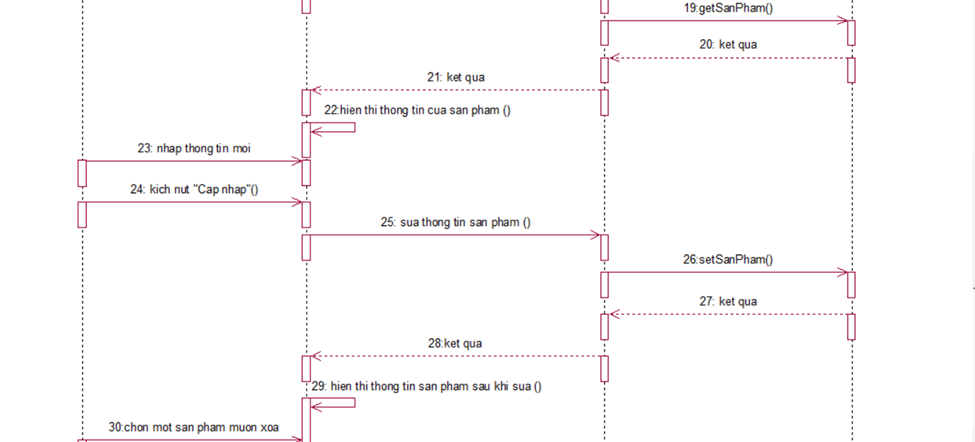 19:getSanPham()
20: ket qua
21: ket qua
22:hien thi thong tin cua san pham ()
23: nhap thong tin moi
24: kich nut "Cap nhap"()
25: sua thong tin san pham ()
26:setSanPham()
27: ket qua
28:ket qua
29: hien thi thong tin san pham sau khi sua ()
30:chon mot san pham muon xoa